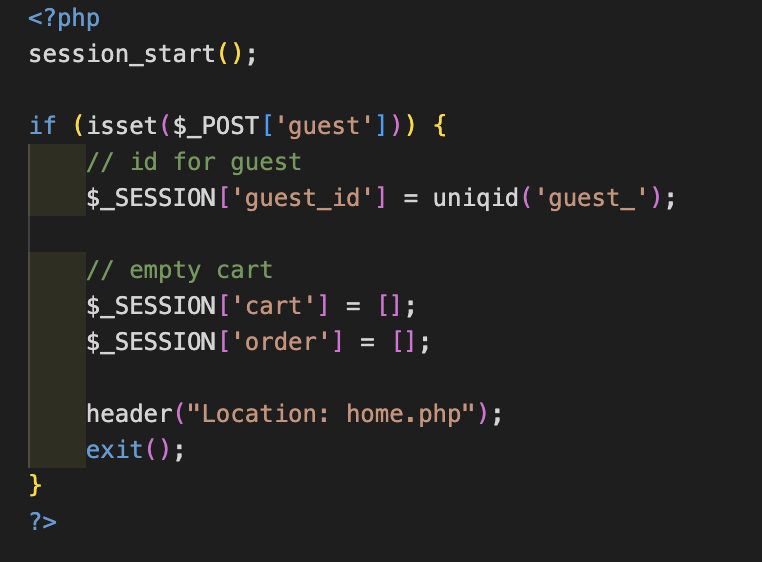 <?php
session_start();
if (isset($_POST['guest'])) {
// id for guest
$_SESSION['guest_id'] = uniqid('guest_');
// empty cart
$_SESSION['cart'] = [];
$_SESSION['order'] = [];
header("Location: home.php");
exit();
}
?>